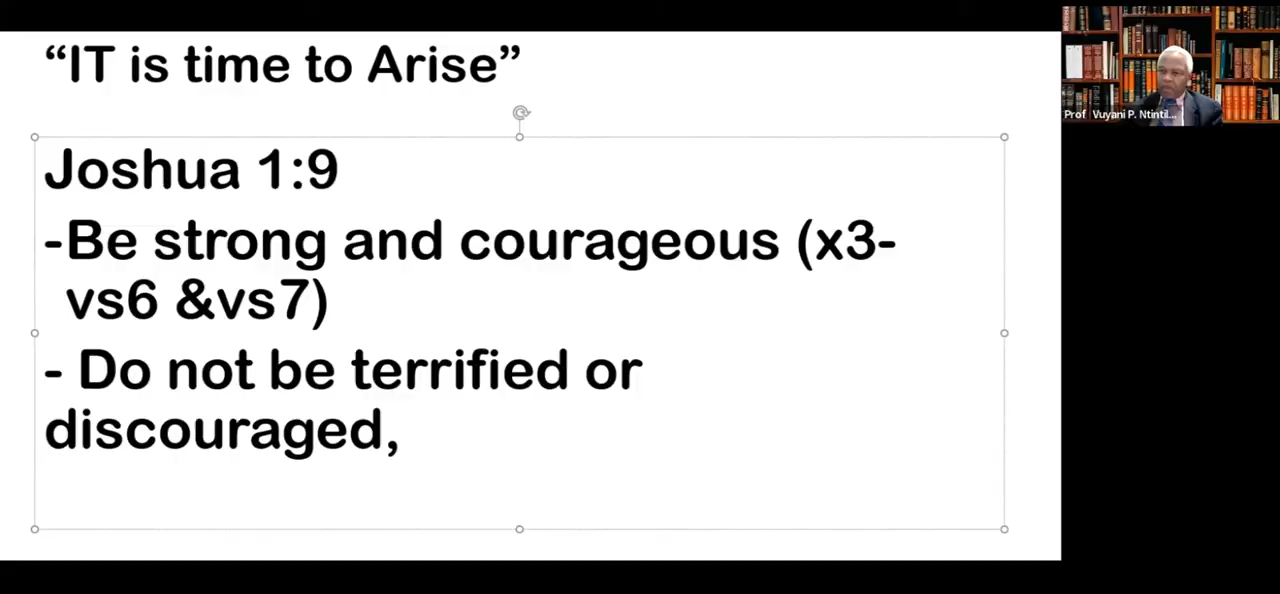 “IT is time to Arise”
Joshua 1:9
-Be strong and courageous (x3-
vs6 &vs7)
- Do not be terrified or
discouraged,
Prof Vuyani P. Ntintil...